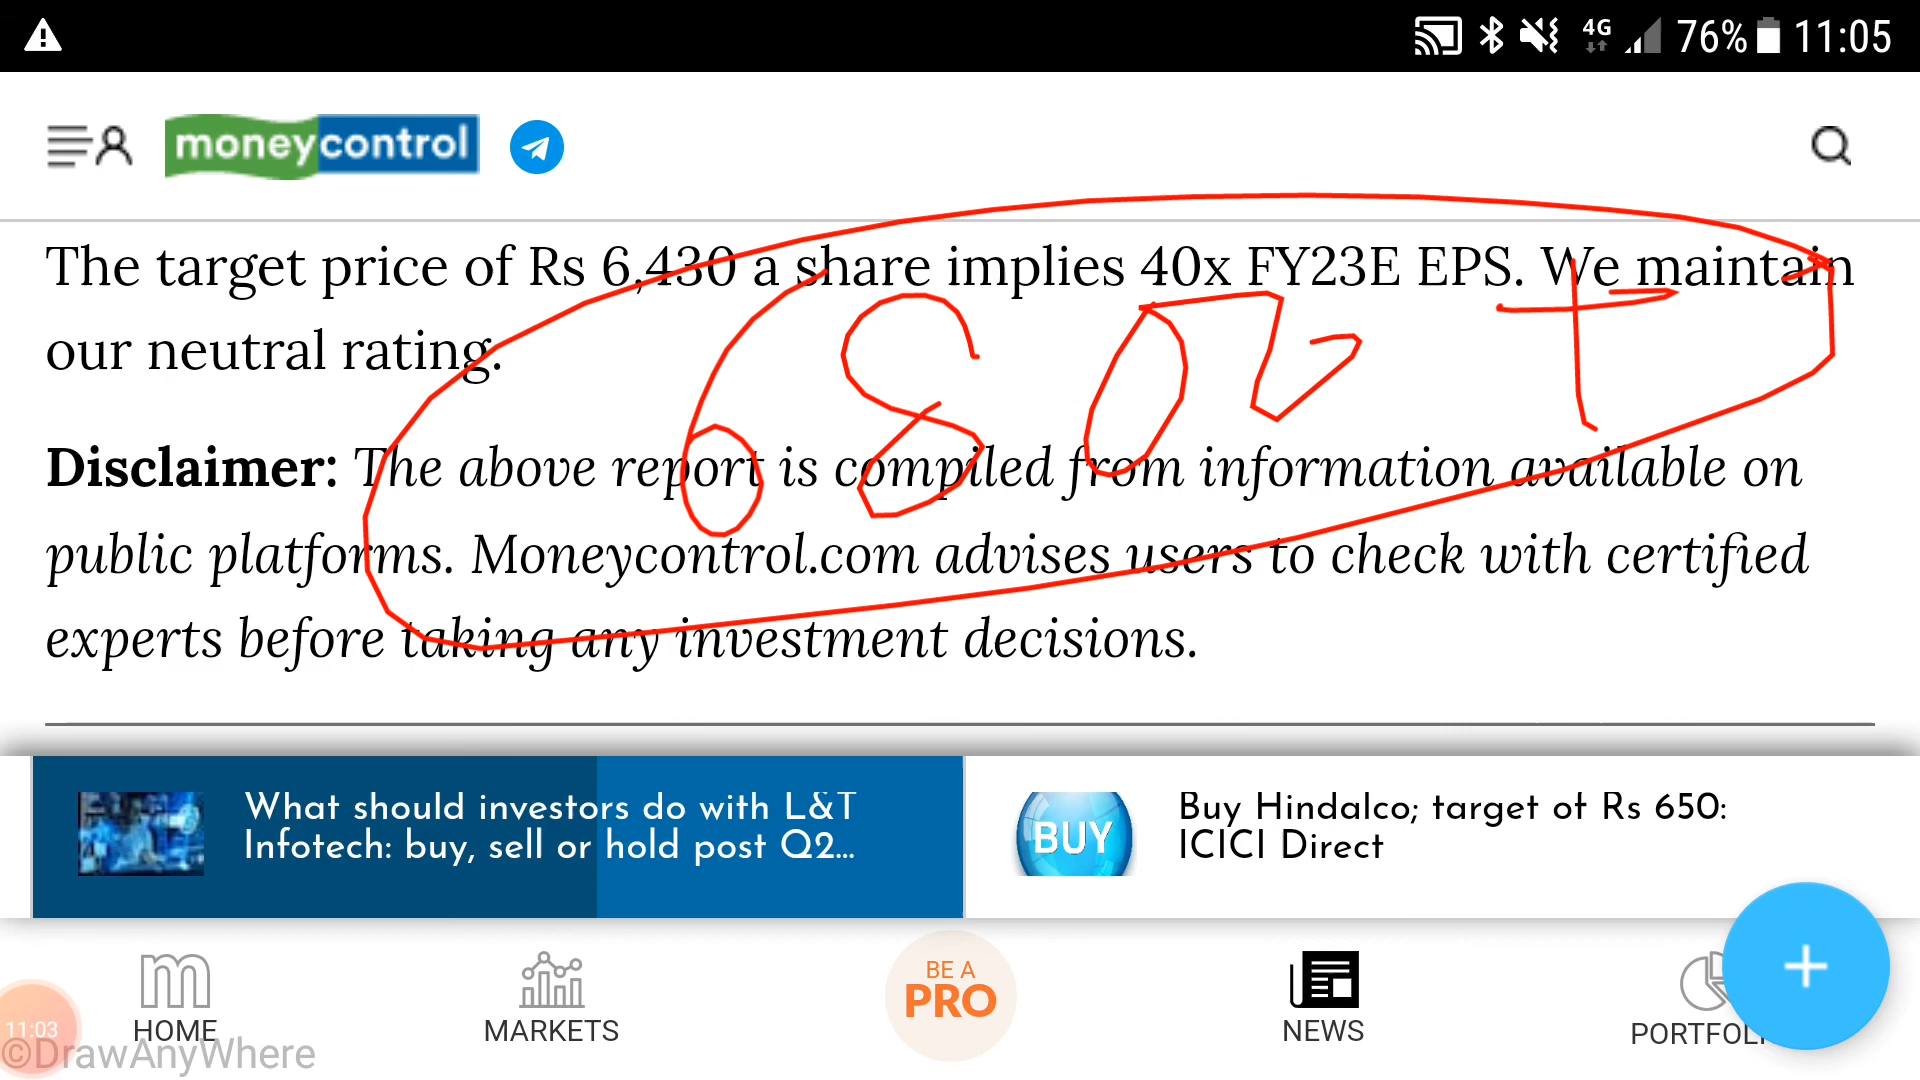 4G 76% 11:05
moneycontrol
The target price of Rs 6,430 a share implies 40x FY23E EPS. We maintain
our neutral rating.
Disclaimer: The above report is compiled from information available on
public platforms. Moneycontrol.com advises users to check with certified
experts before taking any investment decisions.
What should investors do with L&T
Infotech: buy, sell or hold post Q2...
BUY
Buy Hindalco; target of Rs 650:
ICICI Direct
11:03
HOME
MARKETS
BE A
PRO
NEWS
PORTFOLI
©DrawAnyWhere